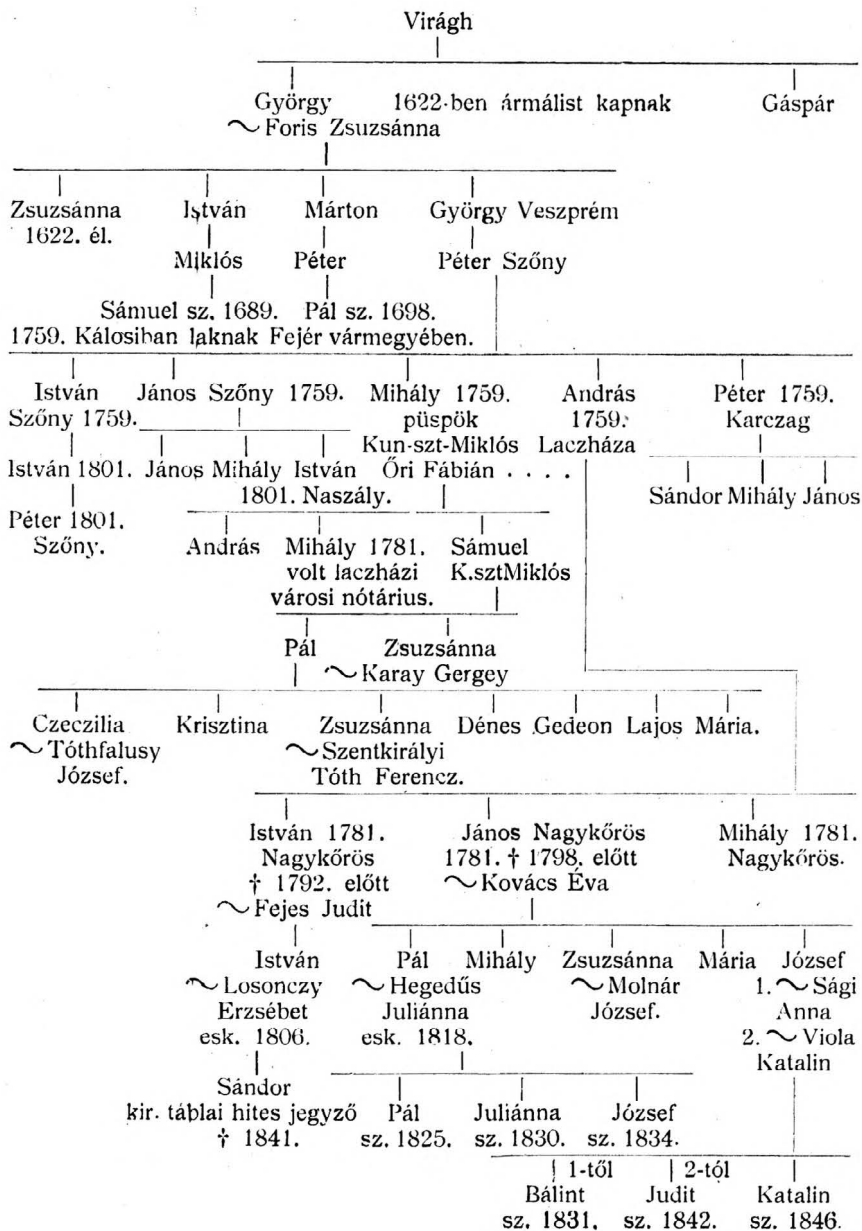 Virágh
György 1622-ben ármálist kapnak Gáspár
~ Foris Zsuzsánna
Zsuzsánna István Márton György Veszprém
1622. él.
Miklós Péter Péter Szőny
Sámuel sz. 1689. Pál sz. 1698.
1759. Kálosiban laknak Fejér vármegyében.
István János Szőny 1759. Mihály 1759. András Péter 1759.
Szőny 1759. püspök 1759. Karczag
Kun-szt-Miklós Laczháza
István 1801. János Mihály István Őri Fábián . . . .
1801. Naszály. Sándor Mihály János
Péter 1801.
Szőny. András Mihály 1781. Sámuel
volt laczházi K.sztMiklós
városi nótárius.
Pál Zsuzsánna
~ Karay Gergey
Czeczilia Krisztina Zsuzsánna Dénes Gedeon Lajos Mária.
~ Tóthfalusy ~ Szentkirályi
József. Tóth Ferencz.
István 1781. János Nagykőrös Mihály 1781.
Nagykőrös 1781. † 1798. előtt Nagykőrös.
† 1792. előtt ~ Kovács Éva
~ Fejes Judit
István Pál Mihály Zsuzsánna Mária József
~ Losonczy ~ Hegedűs ~ Molnár 1. ~ Sági
Erzsébet Juliánna József. Anna
esk. 1806. esk. 1818. 2. ~ Viola
Katalin
Sándor
kir. táblai hites jegyző Pál Juliánna József
† 1841. sz. 1825. sz. 1830. sz. 1834.
1-től 2-tól
Bálint Judit Katalin
sz. 1831. sz. 1842. sz. 1846.